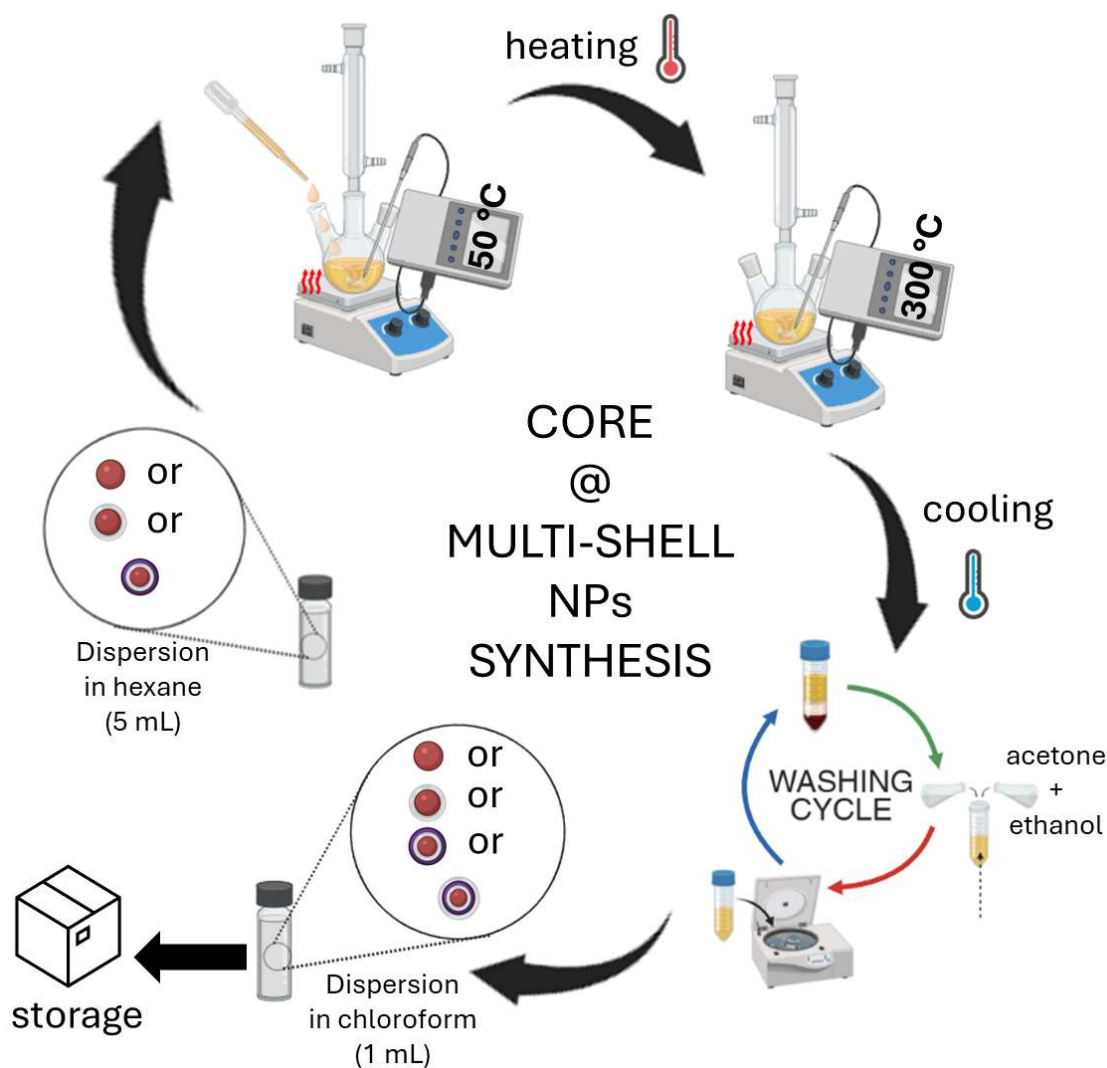 heating
50 °C
300 °C
CORE
@
MULTI-SHELL
NPs
SYNTHESIS
cooling
or
or
Dispersion
in hexane
(5 mL)
WASHING
CYCLE
acetone
+
ethanol
or
or
or
Dispersion
in chloroform
(1 mL)
storage